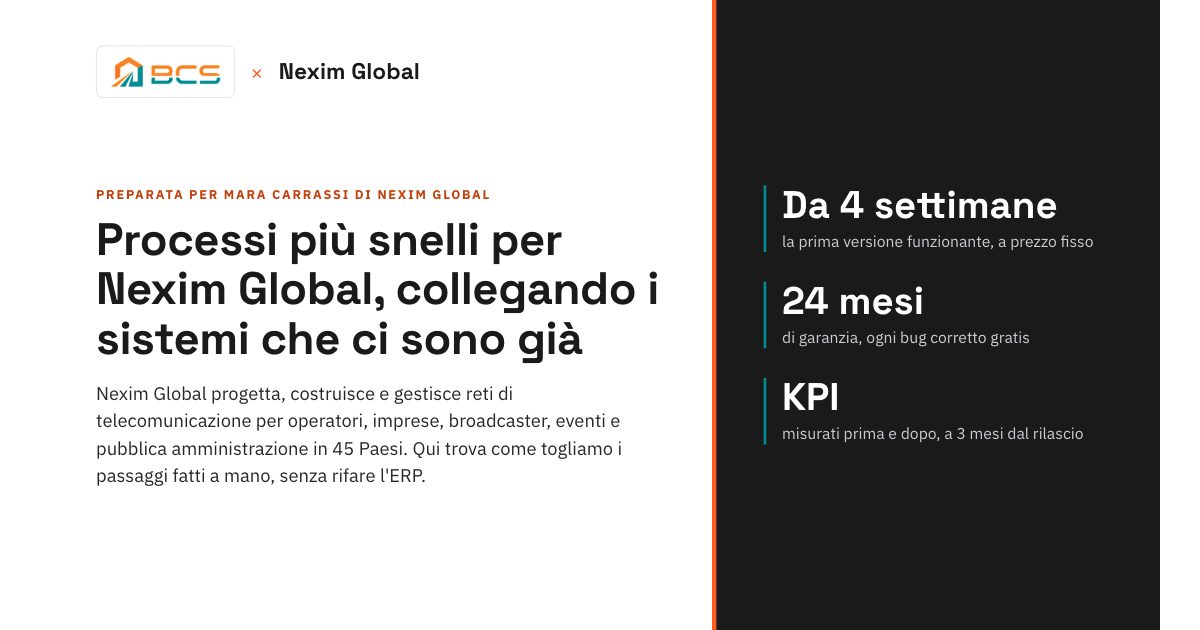 BCS × Nexim Global
PREPARATA PER MARA CARRASSI DI NEXIM GLOBAL
Processi più snelli per
Nexim Global, collegando i
sistemi che ci sono già
Nexim Global progetta, costruisce e gestisce reti di
telecomunicazione per operatori, imprese, broadcaster, eventi e
pubblica amministrazione in 45 Paesi. Qui trova come togliamo i
passaggi fatti a mano, senza rifare l'ERP.
Da 4 settimane
la prima versione funzionante, a prezzo fisso
24 mesi
di garanzia, ogni bug corretto gratis
KPI
misurati prima e dopo, a 3 mesi dal rilascio